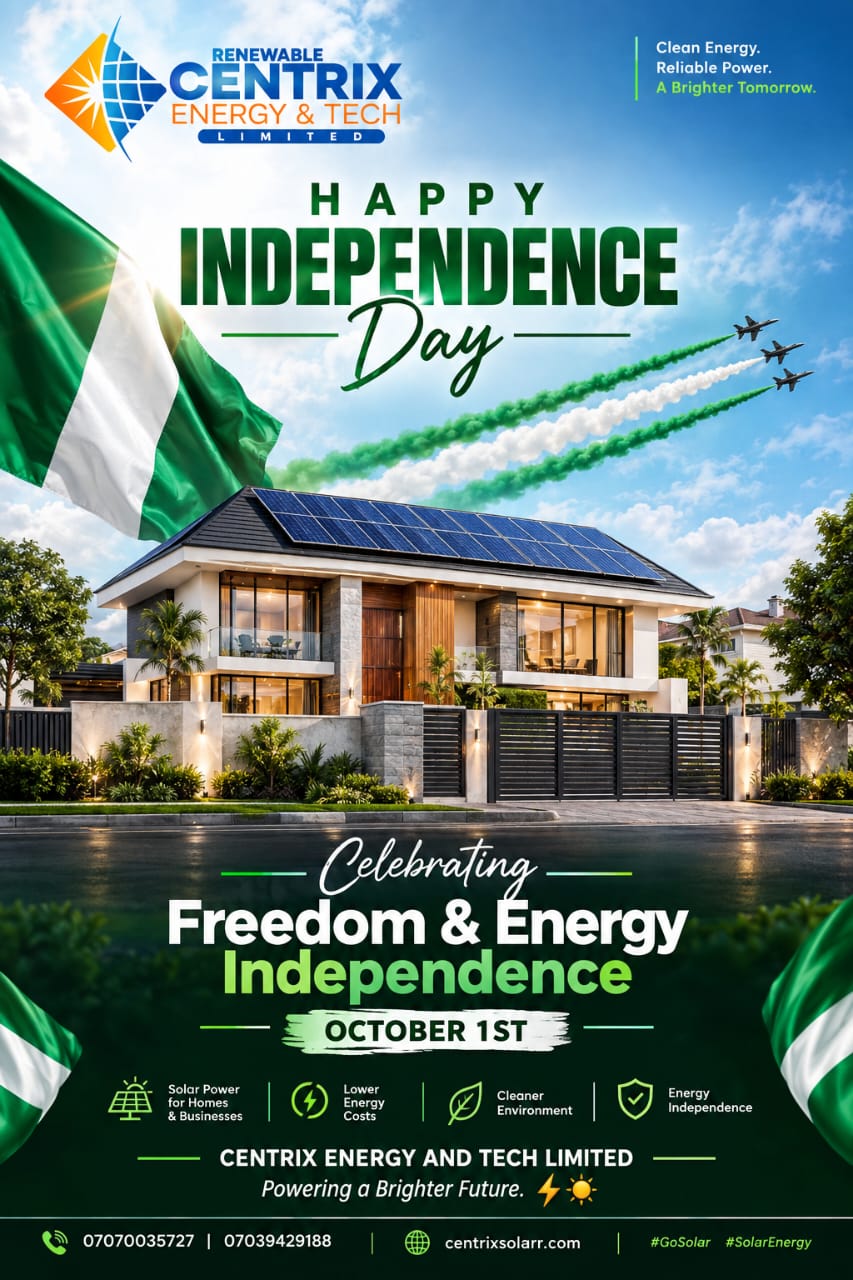 RENEWABLE
CENTRIX
ENERGY & TECH
LIMITED
Clean Energy.
Reliable Power.
A Brighter Tomorrow.
HAPPY
INDEPENDENCE
Day
Celebrating
Freedom & Energy
Independence
OCTOBER 1ST
Solar Power
for Homes
& Businesses
Lower
Energy
Costs
Cleaner
Environment
Energy
Independence
CENTRIX ENERGY AND TECH LIMITED
Powering a Brighter Future. ⚡☀️
07070035727 | 07039429188
centrixsolarr.com
#GoSolar #SolarEnergy